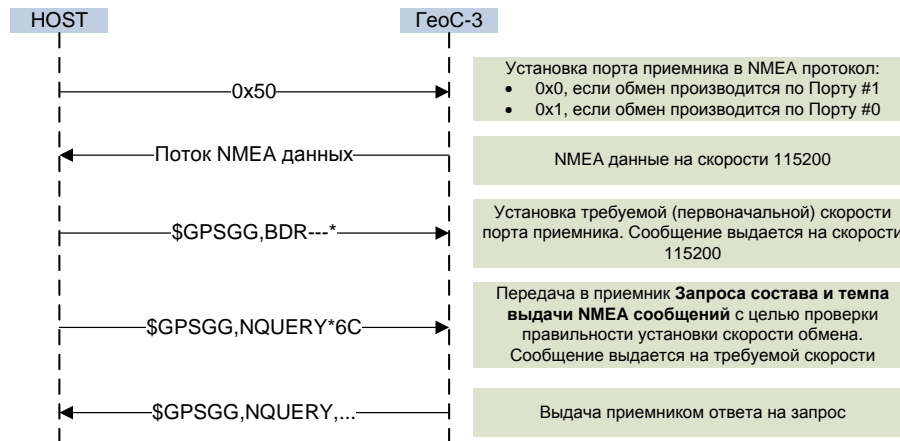 HOST
ГеоС-3
0x50
Установка порта приемника в NMEA протокол:
• 0x0, если обмен производится по Порту #1
• 0x1, если обмен производится по Порту #0
Поток NMEA данных
NMEA данные на скорости 115200
$GPSGG,BDR---*
Установка требуемой (первоначальной) скорости
порта приемника. Сообщение выдается на скорости
115200
$GPSGG,NQUERY*6C
Передача в приемник Запроса состава и темпа
выдачи NMEA сообщений с целью проверки
правильности установки скорости обмена.
Сообщение выдается на требуемой скорости
$GPSGG,NQUERY,...
Выдача приемником ответа на запрос